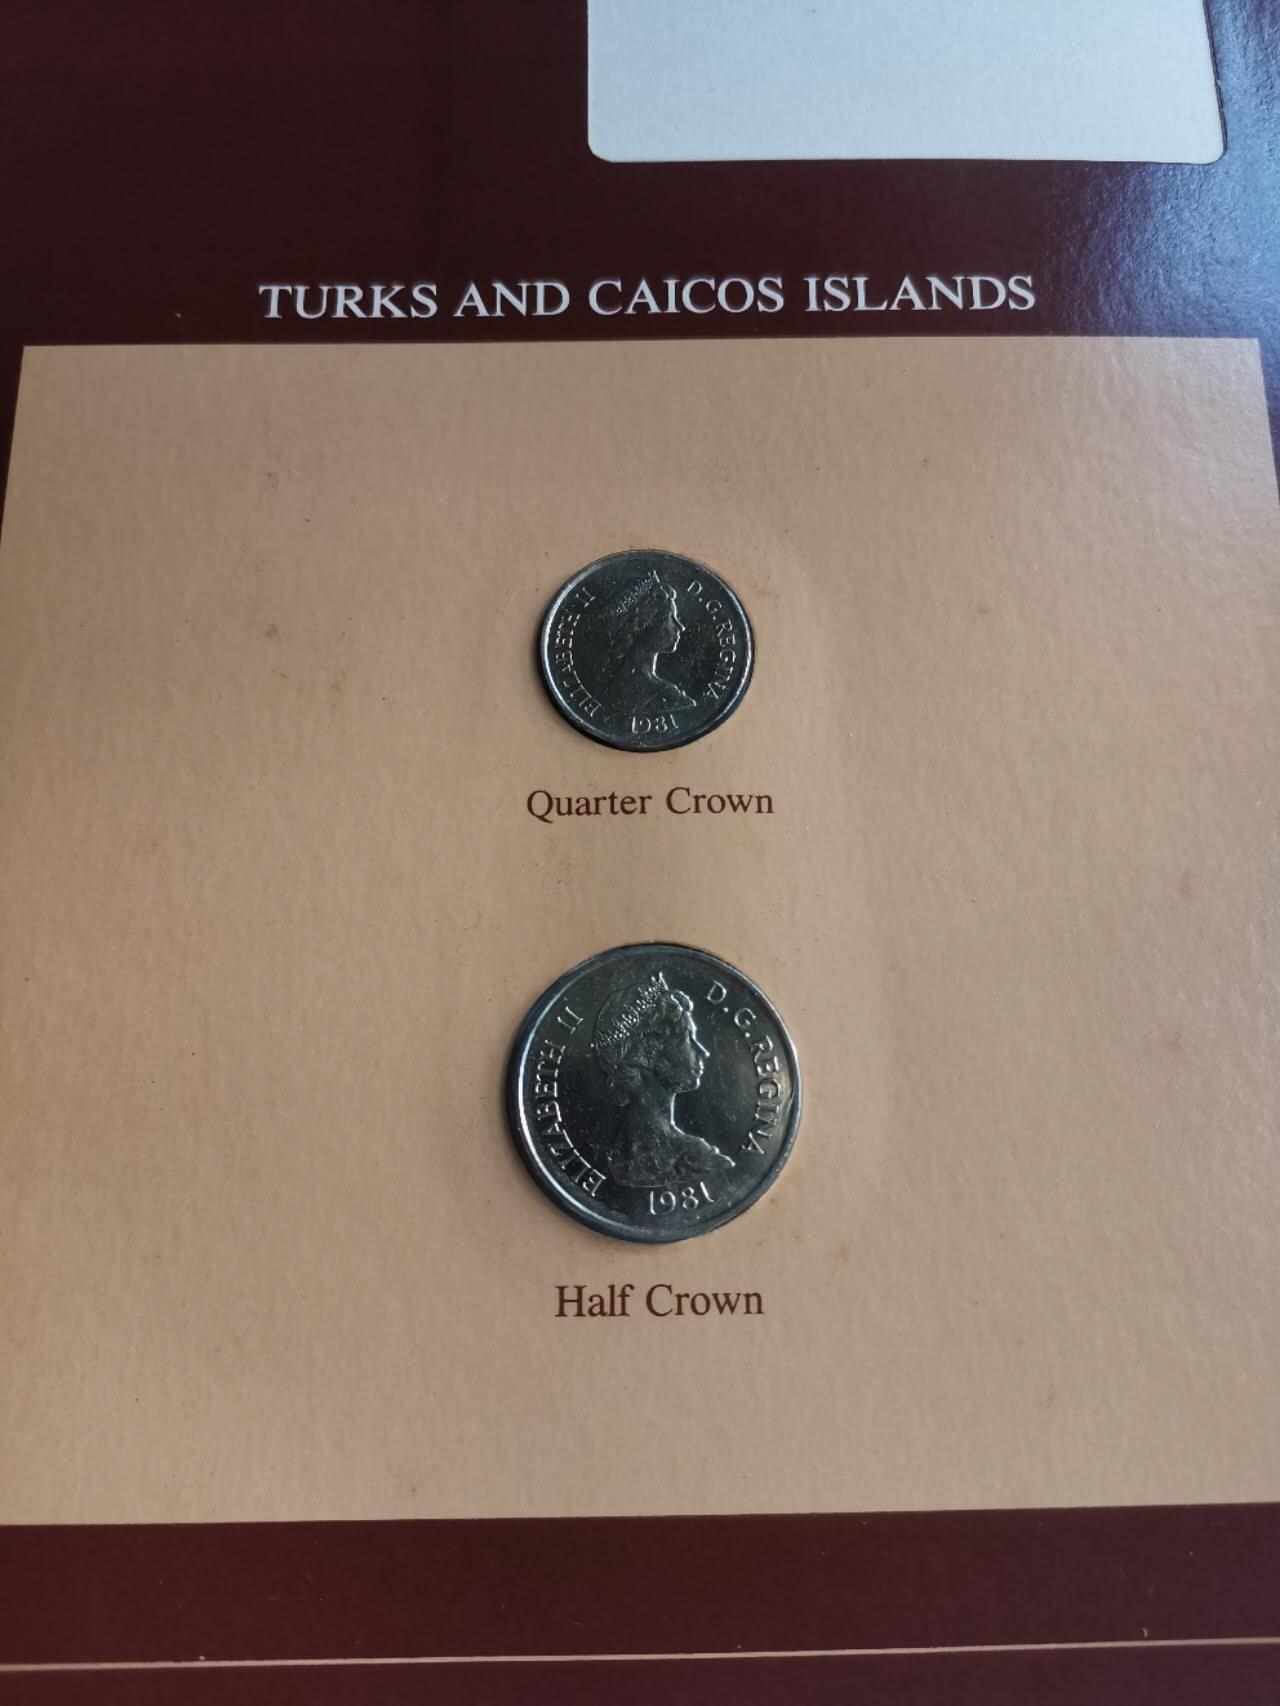 TURKS AND CAICOS ISLANDS
ELIZABETH II D. G. REGINA
1981
Quarter Crown
ELIZABETH II D. G. REGINA
1981
Half Crown